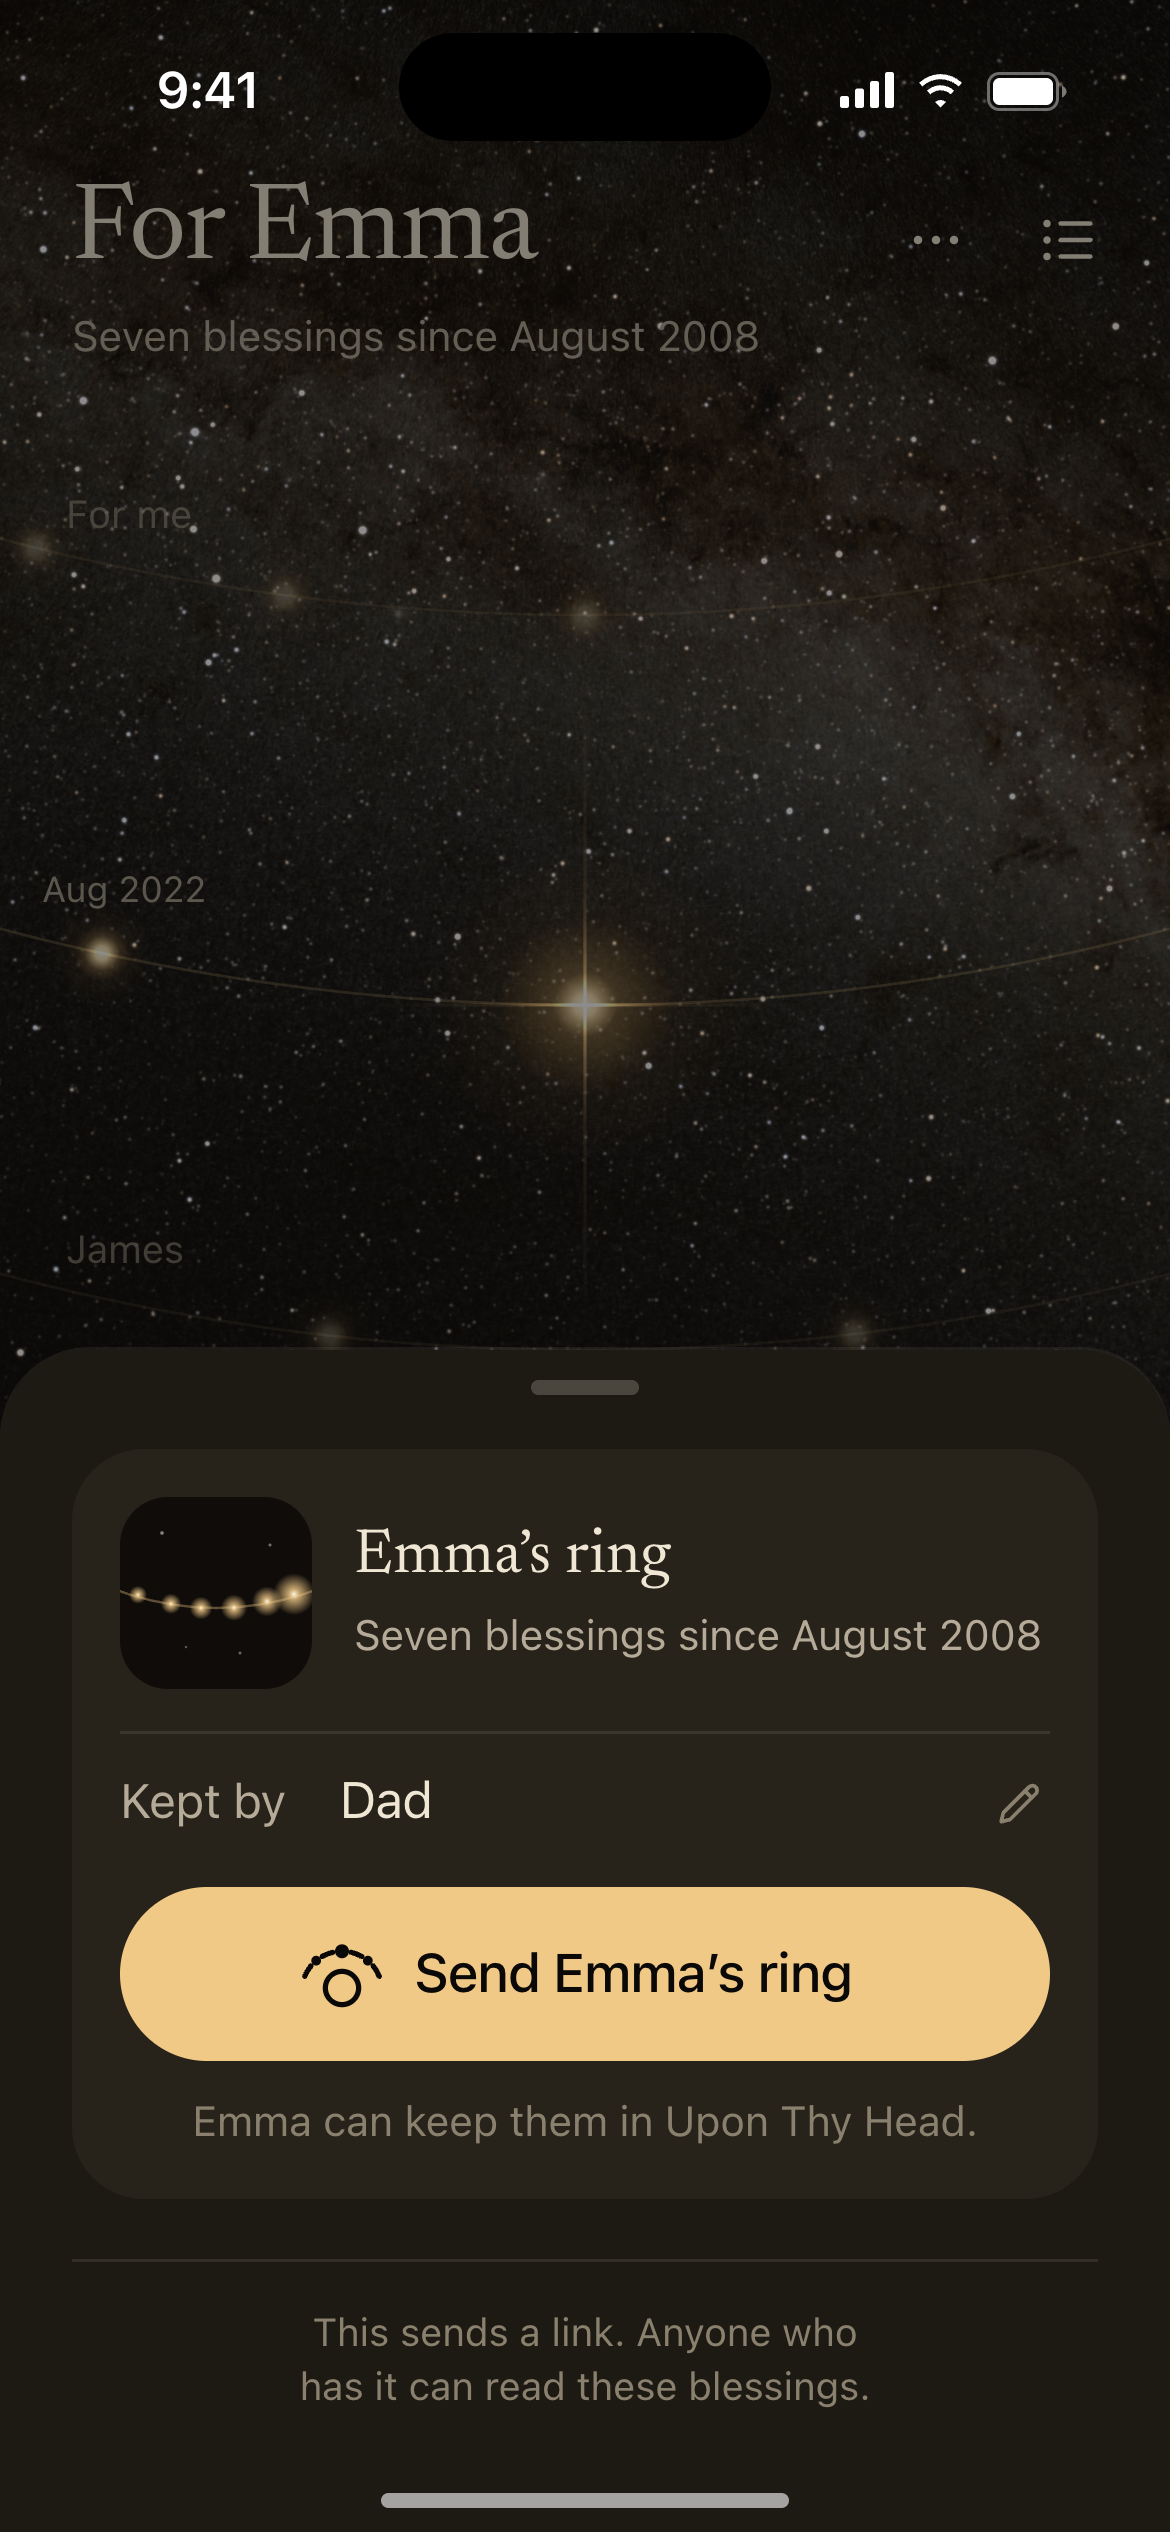 9:41
For Emma
Seven blessings since August 2008
For me
Aug 2022
James
Emma’s ring
Seven blessings since August 2008
Kept by Dad
Send Emma’s ring
Emma can keep them in Upon Thy Head.
This sends a link. Anyone who
has it can read these blessings.